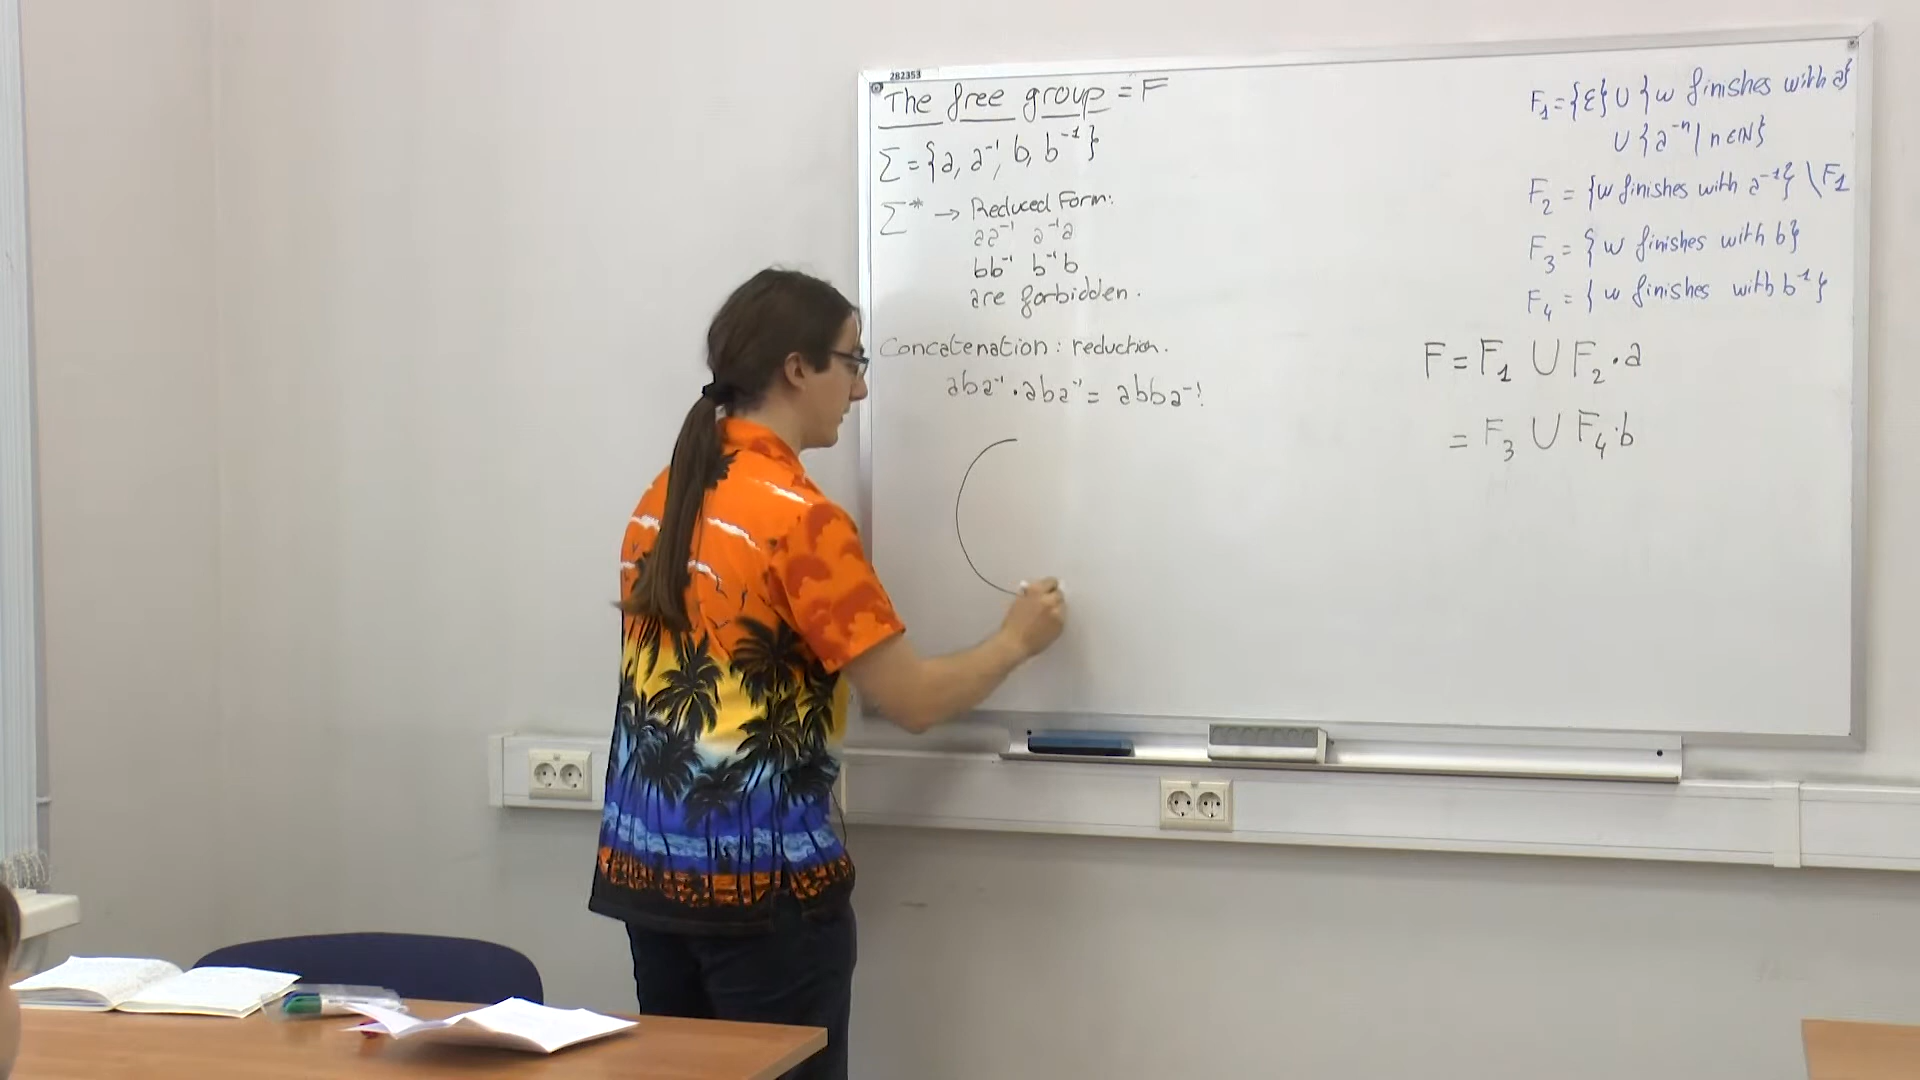 282353
The free group = F
Σ = {a, a⁻¹, b, b⁻¹}
Σ* → Reduced Form:
aa⁻¹ a⁻¹a
bb⁻¹ b⁻¹b
are forbidden.
Concatenation: reduction.
aba⁻¹ · aba⁻¹ = abba⁻¹
F₁ = {ε} ∪ {w finishes with a}
∪ {a⁻ⁿ | n ∈ ℕ}
F₂ = {w finishes with a⁻¹} \ F₁
F₃ = {w finishes with b}
F₄ = {w finishes with b⁻¹}
F = F₁ ∪ F₂ · a
= F₃ ∪ F₄ · b